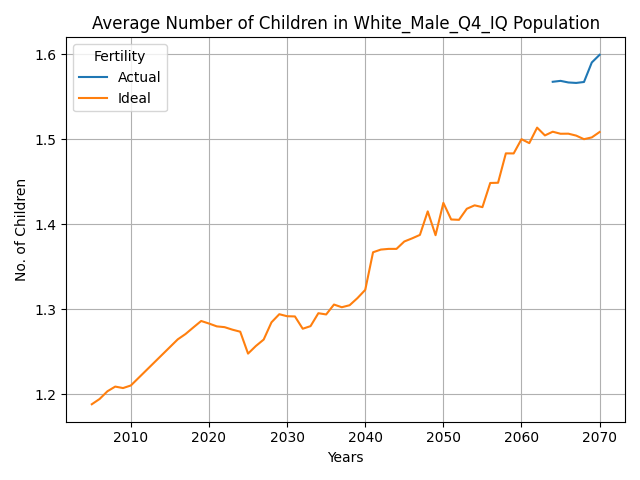 Average Number of Children in White_Male_Q4_IQ Population
Fertility
Actual
Ideal
No. of Children
1.6
1.5
1.4
1.3
1.2
2010 2020 2030 2040 2050 2060 2070
Years